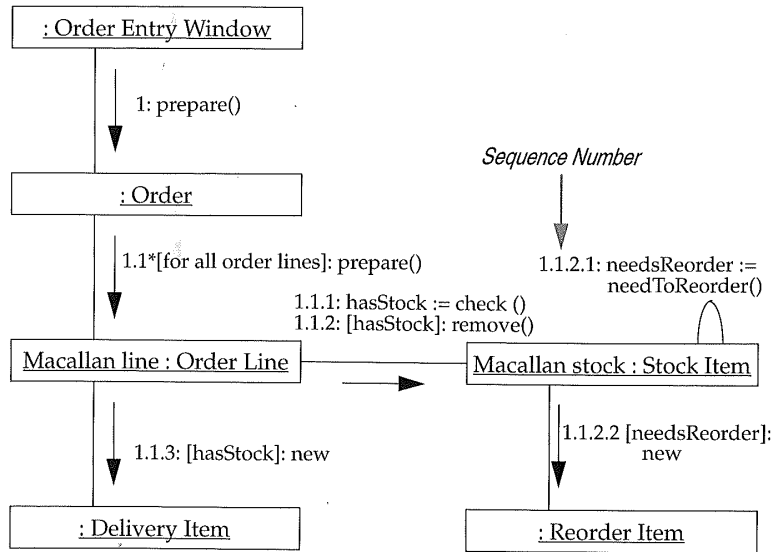 : Order Entry Window
1: prepare()
Sequence Number
: Order
1.1*[for all order lines]: prepare()
1.1.2.1: needsReorder :=
needToReorder()
1.1.1: hasStock := check ()
1.1.2: [hasStock]: remove()
Macallan line : Order Line
Macallan stock : Stock Item
1.1.3: [hasStock]: new
1.1.2.2 [needsReorder]:
new
: Delivery Item
: Reorder Item